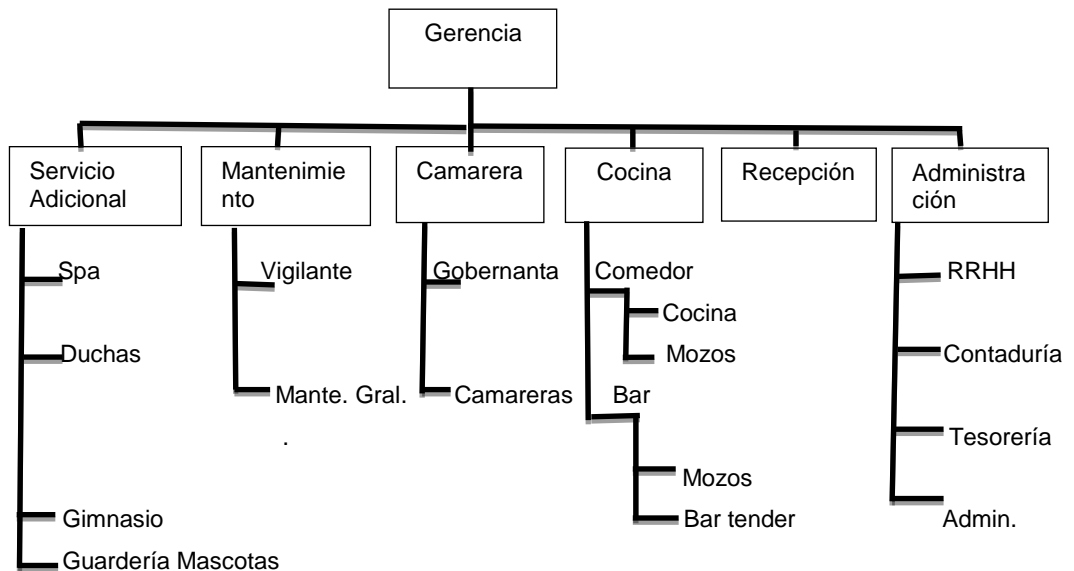 Gerencia
Servicio
Adicional
Mantenimie
nto
Camarera
Cocina
Recepción
Administra
ción
Spa
Vigilante
Gobernanta
Comedor
RRHH
Cocina
Duchas
Mozos
Contaduría
Mante. Gral.
.
Camareras
Bar
Tesorería
Mozos
Gimnasio
Bar tender
Admin.
Guardería Mascotas